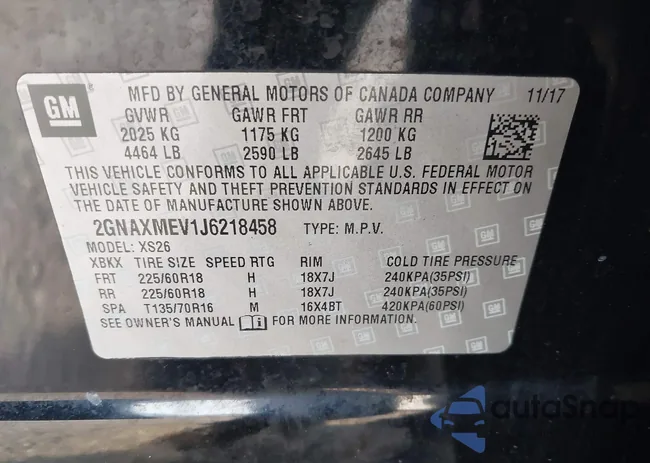 GM
MFD BY GENERAL MOTORS OF CANADA COMPANY 11/17
GVWR GAWR FRT GAWR RR
2025 KG 1175 KG 1200 KG
4464 LB 2590 LB 2645 LB
THIS VEHICLE CONFORMS TO ALL APPLICABLE U.S. FEDERAL MOTOR
VEHICLE SAFETY AND THEFT PREVENTION STANDARDS IN EFFECT ON
THE DATE OF MANUFACTURE SHOWN ABOVE.
2GNAXMEV1J6218458 TYPE: M.P.V.
MODEL: XS26
XBKX TIRE SIZE SPEED RTG RIM COLD TIRE PRESSURE
FRT 225/60R18 H 18X7J 240KPA(35PSI)
RR 225/60R18 H 18X7J 240KPA(35PSI)
SPA T135/70R16 M 16X4BT 420KPA(60PSI)
SEE OWNER'S MANUAL FOR MORE INFORMATION.
autoSnap